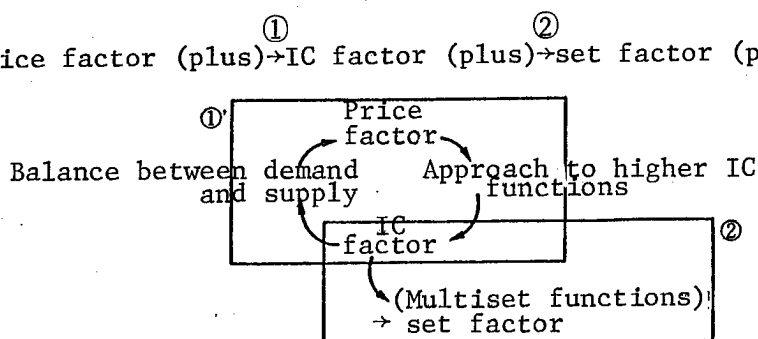 ① ②
ice factor (plus)→IC factor (plus)→set factor (p
①' Price
factor
Balance between demand Approach to higher IC
and supply functions
IC ②
factor
(Multiset functions)
→ set factor